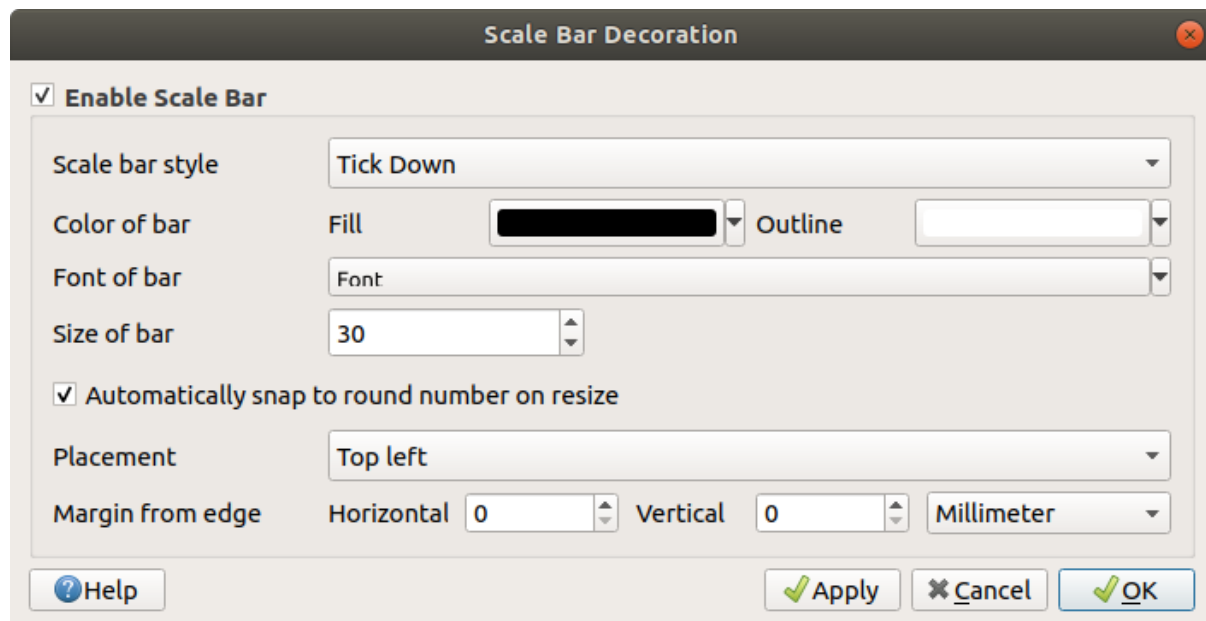 Scale Bar Decoration
Enable Scale Bar
Scale bar style Tick Down
Color of bar Fill Outline
Font of bar Font
Size of bar 30
Automatically snap to round number on resize
Placement Top left
Margin from edge Horizontal 0 Vertical 0 Millimeter
Help Apply Cancel OK